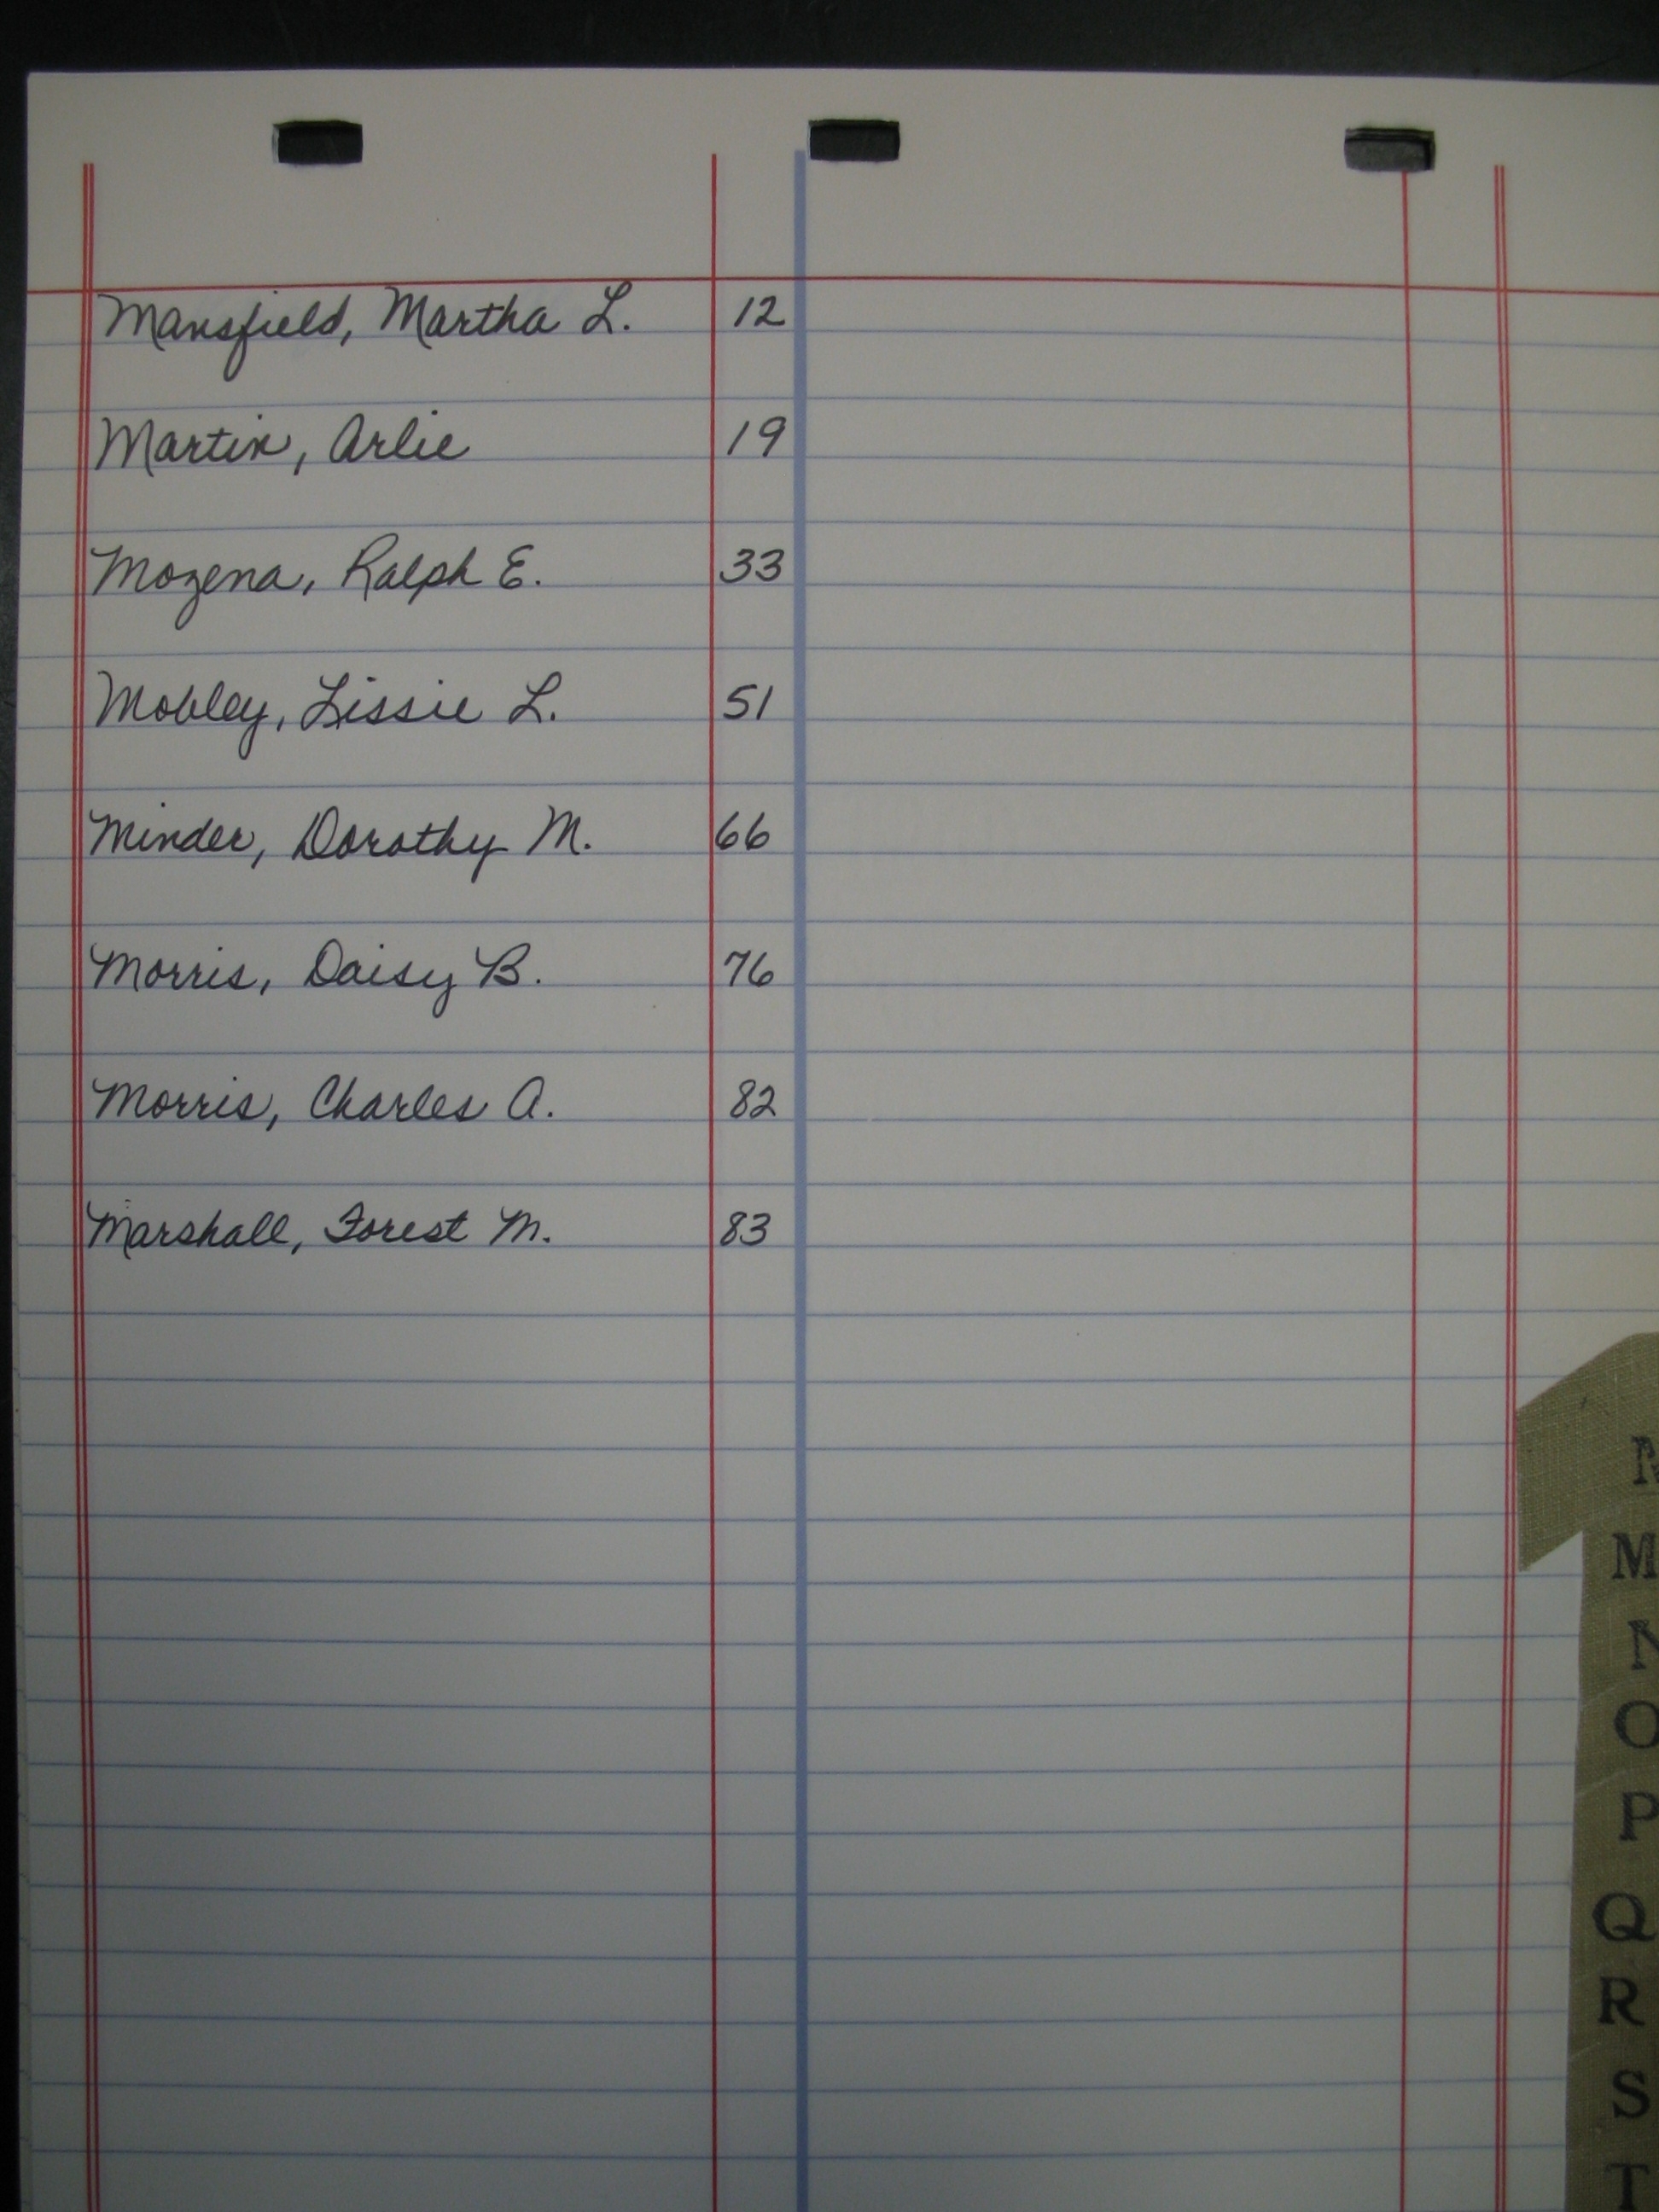 Mansfield, Martha L. 12
Martin, Arlie 19
Mozena, Ralph E. 33
Mobley, Lissie L. 51
Minder, Dorothy M. 66
Morris, Daisy B. 76
Morris, Charles A. 82
Marshall, Forest M. 83
M
N
O
P
Q
R
S
T